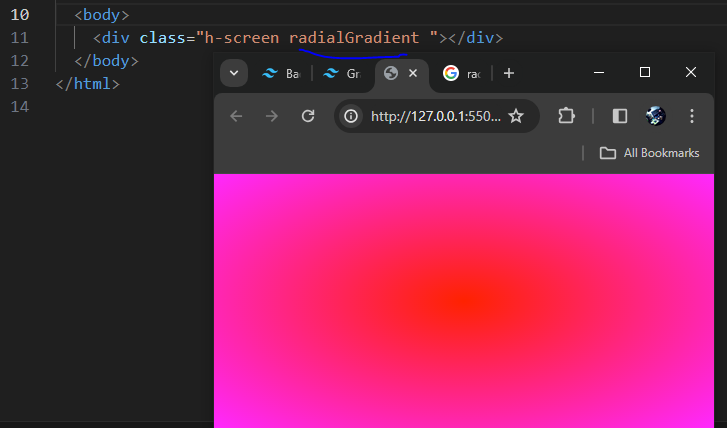 10 <body>
11 <div class="h-screen radialGradient "></div>
12 </body>
13 </html>
14
Ba Gr rac
http://127.0.0.1:550...
All Bookmarks